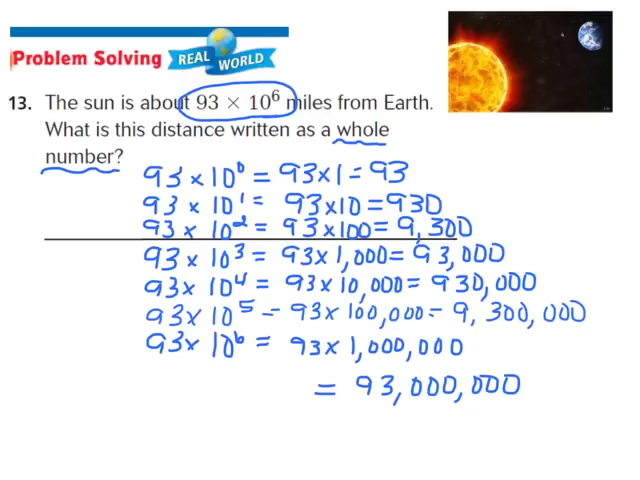 Problem Solving REAL WORLD
13. The sun is about 93 × 10⁶ miles from Earth.
What is this distance written as a whole
number?
93 × 10⁰ = 93×1 = 93
93 × 10¹ = 93×10 = 930
93 × 10² = 93×100 = 9,300
93 × 10³ = 93×1,000 = 93,000
93 × 10⁴ = 93×10,000 = 930,000
93 × 10⁵ = 93×100,000 = 9,300,000
93 × 10⁶ = 93×1,000,000
= 93,000,000